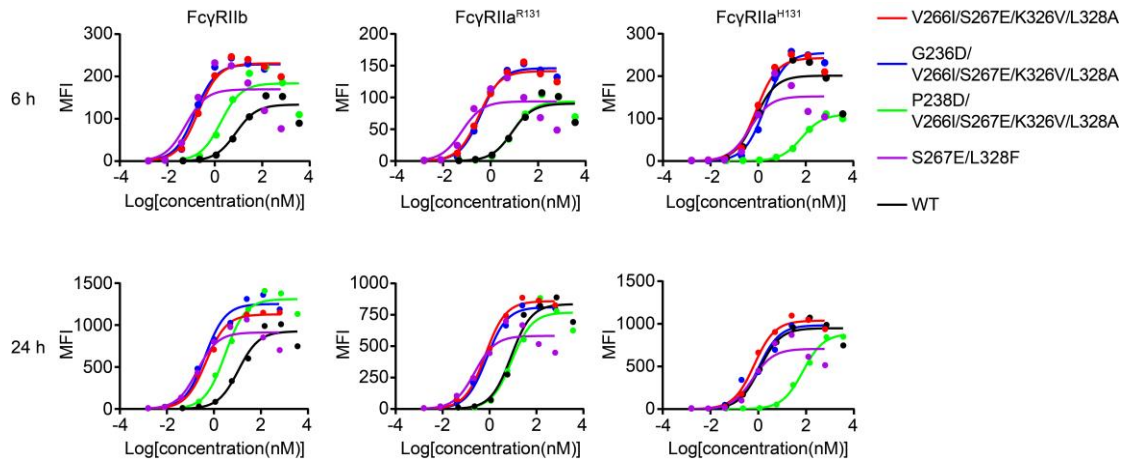 FcγRIIb
FcγRIIa^R131
FcγRIIa^H131
6 h
MFI
300
200
100
0
-4 -2 0 2 4
Log[concentration(nM)]
MFI
200
150
100
50
0
-4 -2 0 2 4
Log[concentration(nM)]
MFI
300
200
100
0
-4 -2 0 2 4
Log[concentration(nM)]
V266I/S267E/K326V/L328A
G236D/
V266I/S267E/K326V/L328A
P238D/
V266I/S267E/K326V/L328A
S267E/L328F
WT
24 h
MFI
1500
1000
500
0
-4 -2 0 2 4
Log[concentration(nM)]
MFI
1000
750
500
250
0
-4 -2 0 2 4
Log[concentration(nM)]
MFI
1500
1000
500
0
-4 -2 0 2 4
Log[concentration(nM)]